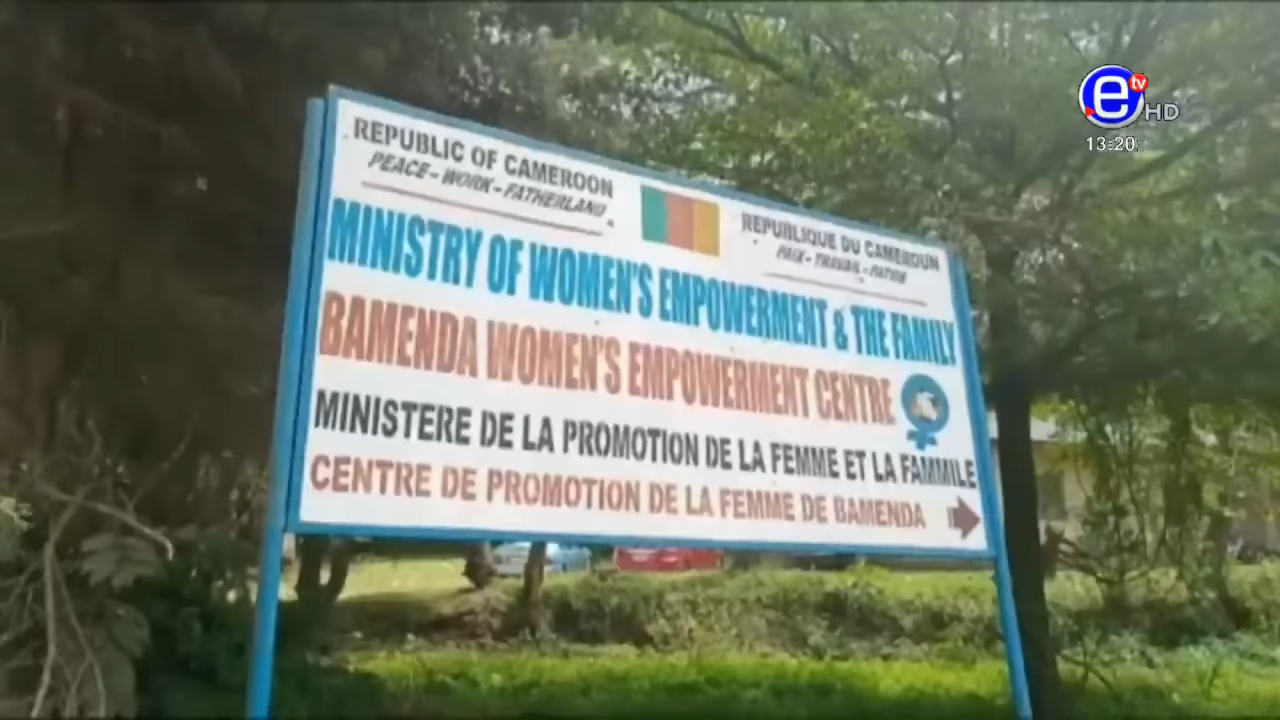 REPUBLIC OF CAMEROON
PEACE - WORK - FATHERLAND
REPUBLIQUE DU CAMEROUN
PAIX - TRAVAIL - PATRIE
MINISTRY OF WOMEN'S EMPOWERMENT & THE FAMILY
BAMENDA WOMEN'S EMPOWERMENT CENTRE
MINISTERE DE LA PROMOTION DE LA FEMME ET LA FAMMILE
CENTRE DE PROMOTION DE LA FEMME DE BAMENDA
e tv HD
13:20